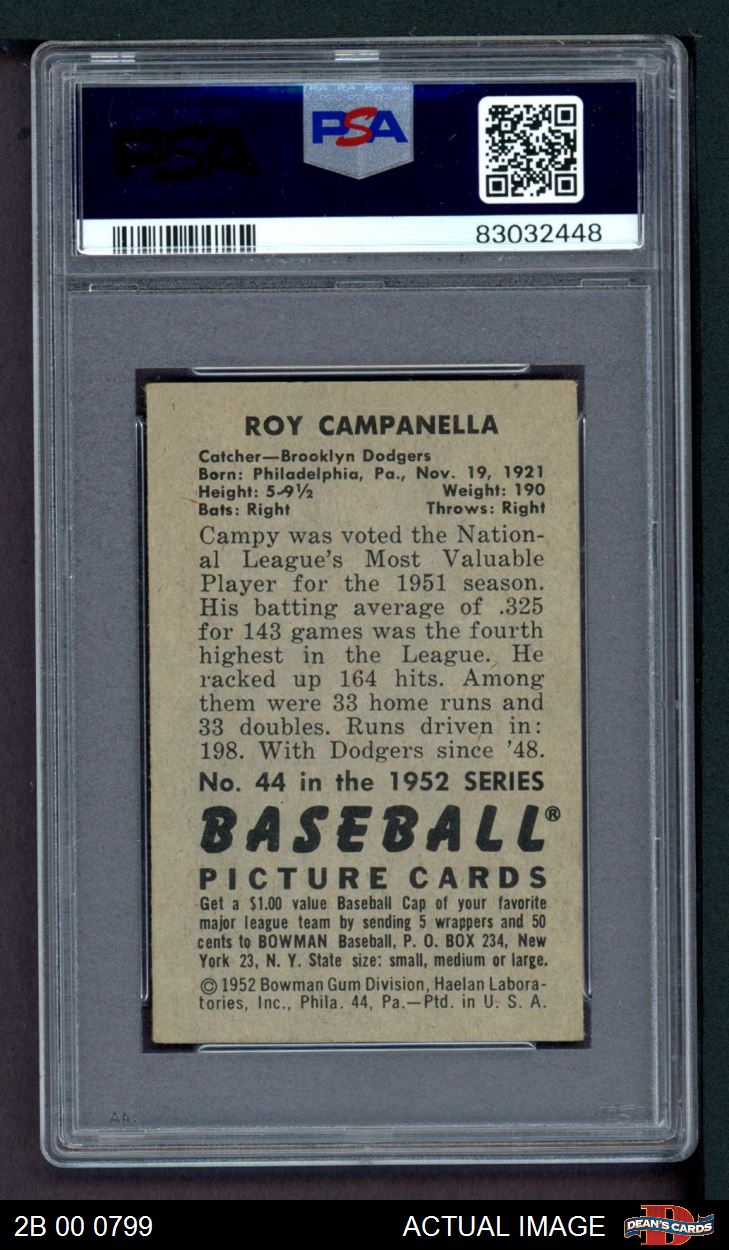 PSA
PSA
83032448
ROY CAMPANELLA
Catcher—Brooklyn Dodgers
Born: Philadelphia, Pa., Nov. 19, 1921
Height: 5-9½ Weight: 190
Bats: Right Throws: Right
Campy was voted the Nation-
al League's Most Valuable
Player for the 1951 season.
His batting average of .325
for 143 games was the fourth
highest in the League. He
racked up 164 hits. Among
them were 33 home runs and
33 doubles. Runs driven in:
198. With Dodgers since '48.
No. 44 in the 1952 SERIES
BASEBALL®
PICTURE CARDS
Get a $1.00 value Baseball Cap of your favorite
major league team by sending 5 wrappers and 50
cents to BOWMAN Baseball, P. O. BOX 234, New
York 23, N. Y. State size: small, medium or large.
©1952 Bowman Gum Division, Haelan Labora-
tories, Inc., Phila. 44, Pa.—Ptd. in U. S. A.
AA.
2B 00 0799 ACTUAL IMAGE DEAN'S CARDS